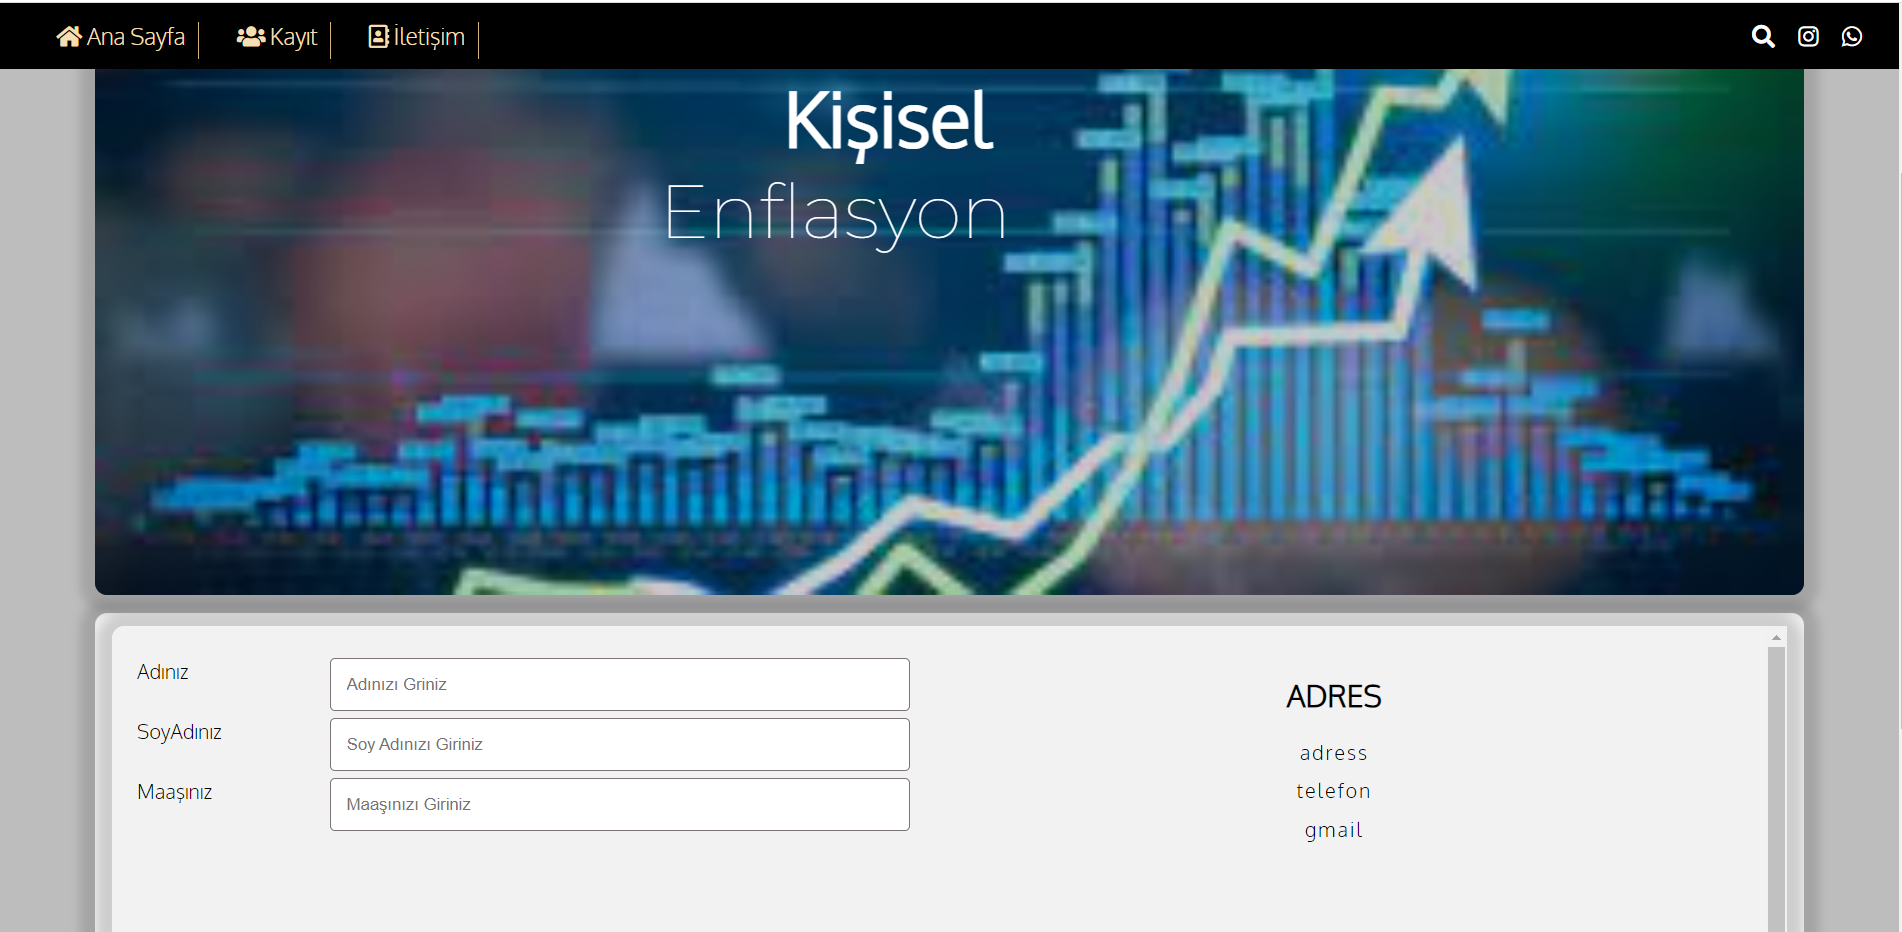 Ana Sayfa Kayıt İletişim
Kişisel
Enflasyon
Adınız Adınızı Griniz
SoyAdınız Soy Adınızı Giriniz
Maaşınız Maaşınızı Giriniz
ADRES
adress
telefon
gmail